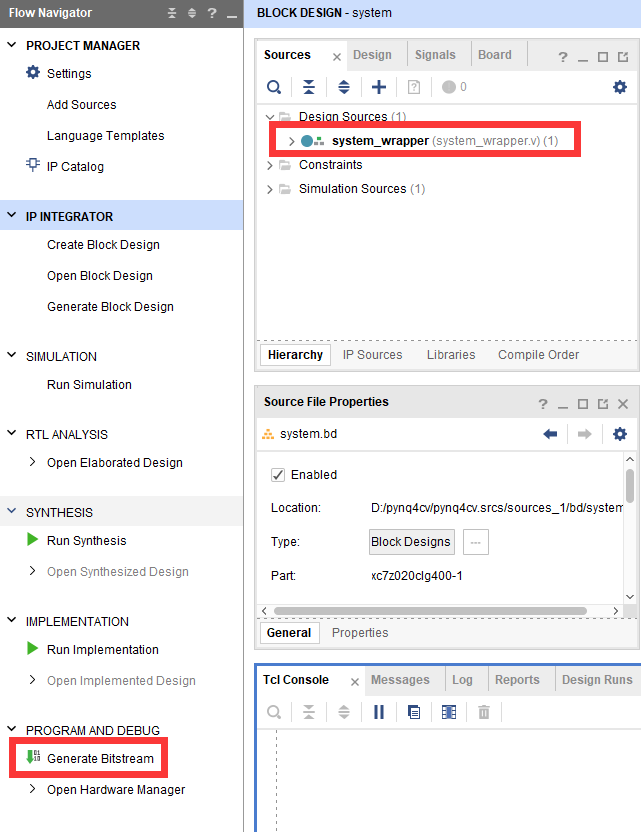 Flow Navigator
PROJECT MANAGER
Settings
Add Sources
Language Templates
IP Catalog
IP INTEGRATOR
Create Block Design
Open Block Design
Generate Block Design
SIMULATION
Run Simulation
RTL ANALYSIS
Open Elaborated Design
SYNTHESIS
Run Synthesis
Open Synthesized Design
IMPLEMENTATION
Run Implementation
Open Implemented Design
PROGRAM AND DEBUG
Generate Bitstream
Open Hardware Manager
BLOCK DESIGN - system
Sources Design Signals Board
0
Design Sources (1)
system_wrapper (system_wrapper.v) (1)
Constraints
Simulation Sources (1)
Hierarchy IP Sources Libraries Compile Order
Source File Properties
system.bd
Enabled
Location: D:/pynq4cv/pynq4cv.srcs/sources_1/bd/system
Type: Block Designs ...
Part: xc7z020clg400-1
General Properties
Tcl Console Messages Log Reports Design Runs